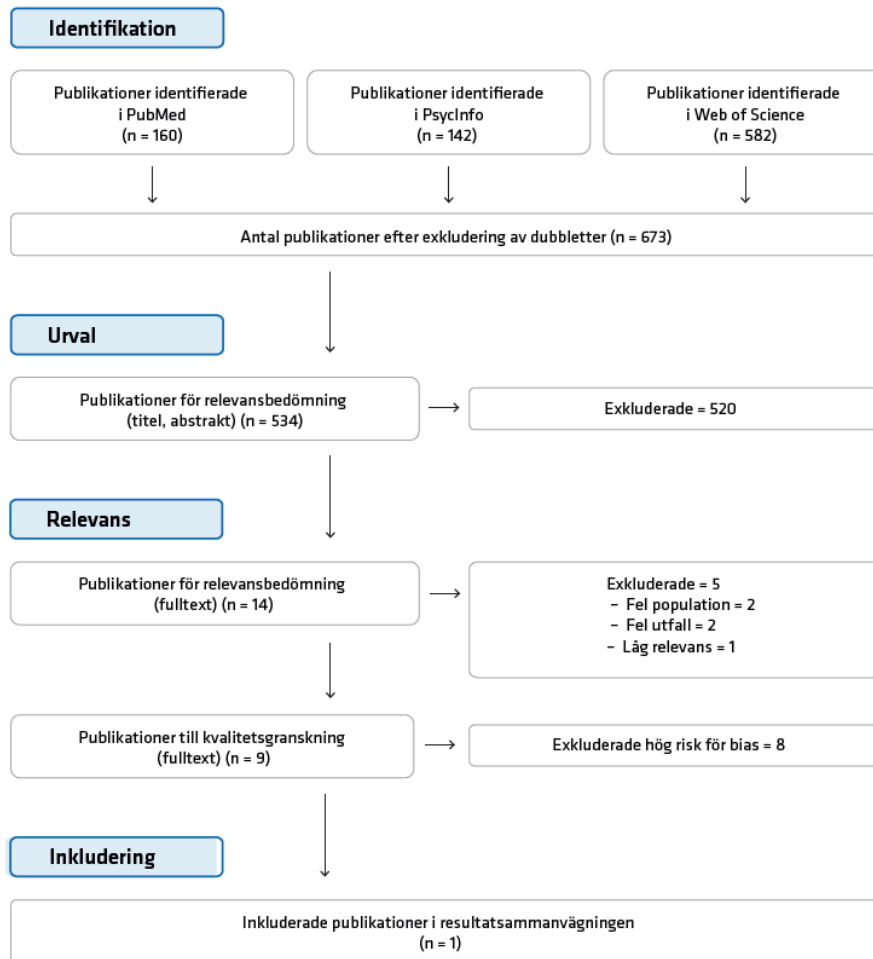 Identifikation
Publikationer identifierade
i PubMed
(n = 160)
Publikationer identifierade
i PsycInfo
(n = 142)
Publikationer identifierade
i Web of Science
(n = 582)
Antal publikationer efter exkludering av dubbletter (n = 673)
Urval
Publikationer för relevansbedömning
(titel, abstrakt) (n = 534)
Exkluderade = 520
Relevans
Publikationer för relevansbedömning
(fulltext) (n = 14)
Exkluderade = 5
– Fel population = 2
– Fel utfall = 2
– Låg relevans = 1
Publikationer till kvalitetsgranskning
(fulltext) (n = 9)
Exkluderade hög risk för bias = 8
Inkludering
Inkluderade publikationer i resultatsammanvägningen
(n = 1)